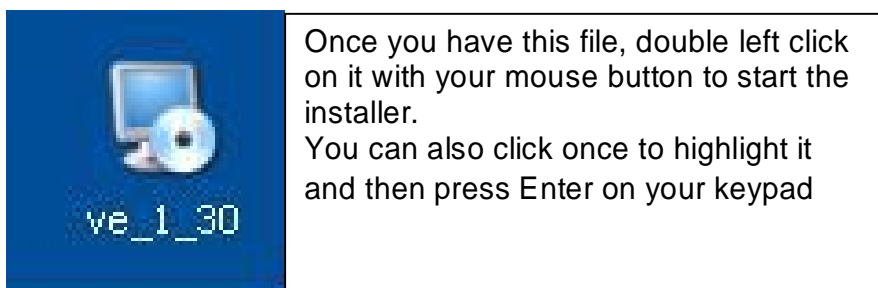 Once you have this file, double left click
on it with your mouse button to start the
installer.
You can also click once to highlight it
and then press Enter on your keypad
ve_1_30